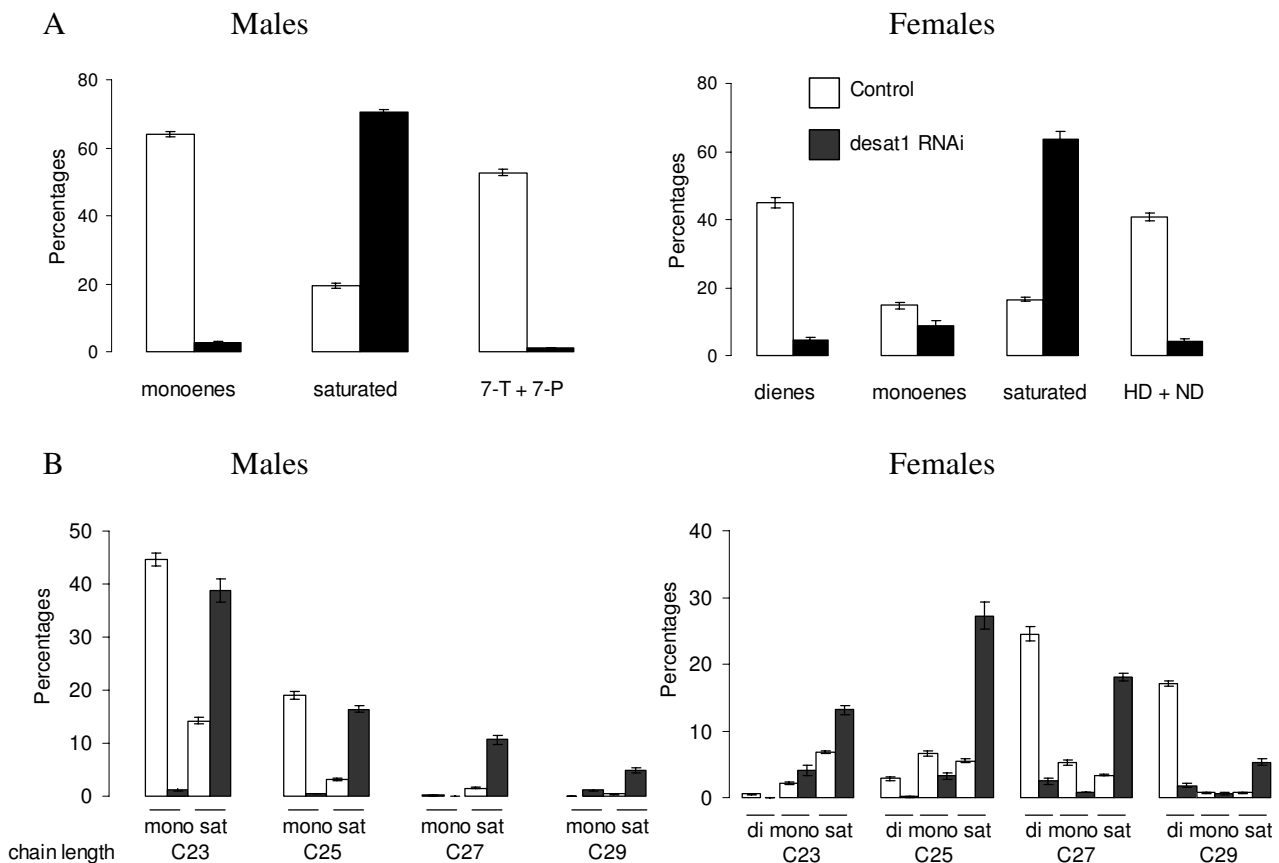 A Males Females
80
60
40
20
0
Percentages
monoenes saturated 7-T + 7-P
80
60
40
20
0
Percentages
Control
desat1 RNAi
dienes monoenes saturated HD + ND
B Males Females
50
40
30
20
10
0
Percentages
mono sat mono sat mono sat mono sat
chain length C23 C25 C27 C29
40
30
20
10
0
Percentages
di mono sat di mono sat di mono sat di mono sat
C23 C25 C27 C29